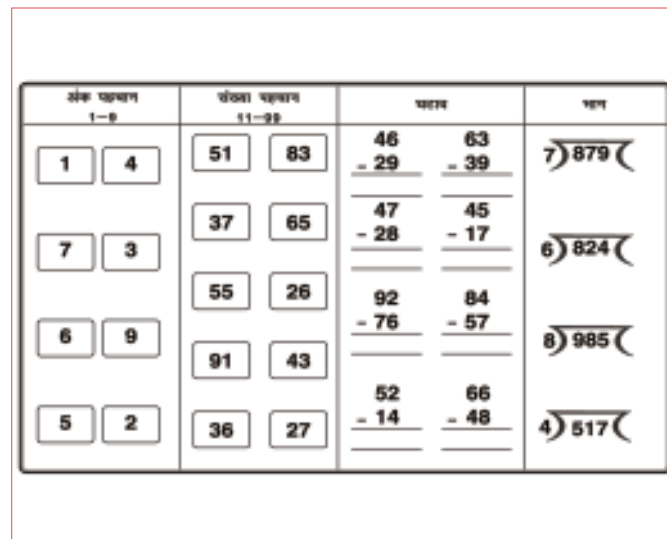 अंक पहचान
1-9
संख्या पहचान
11-99
घटाव
भाग
1 4
7 3
6 9
5 2
51 83
37 65
55 26
91 43
36 27
46 63
- 29 - 39
47 45
- 28 - 17
92 84
- 76 - 57
52 66
- 14 - 48
7)879(
6)824(
8)985(
4)517(